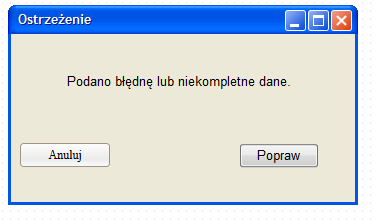 Ostrzeżenie
Podano błędnę lub niekompletne dane.
Anuluj
Popraw